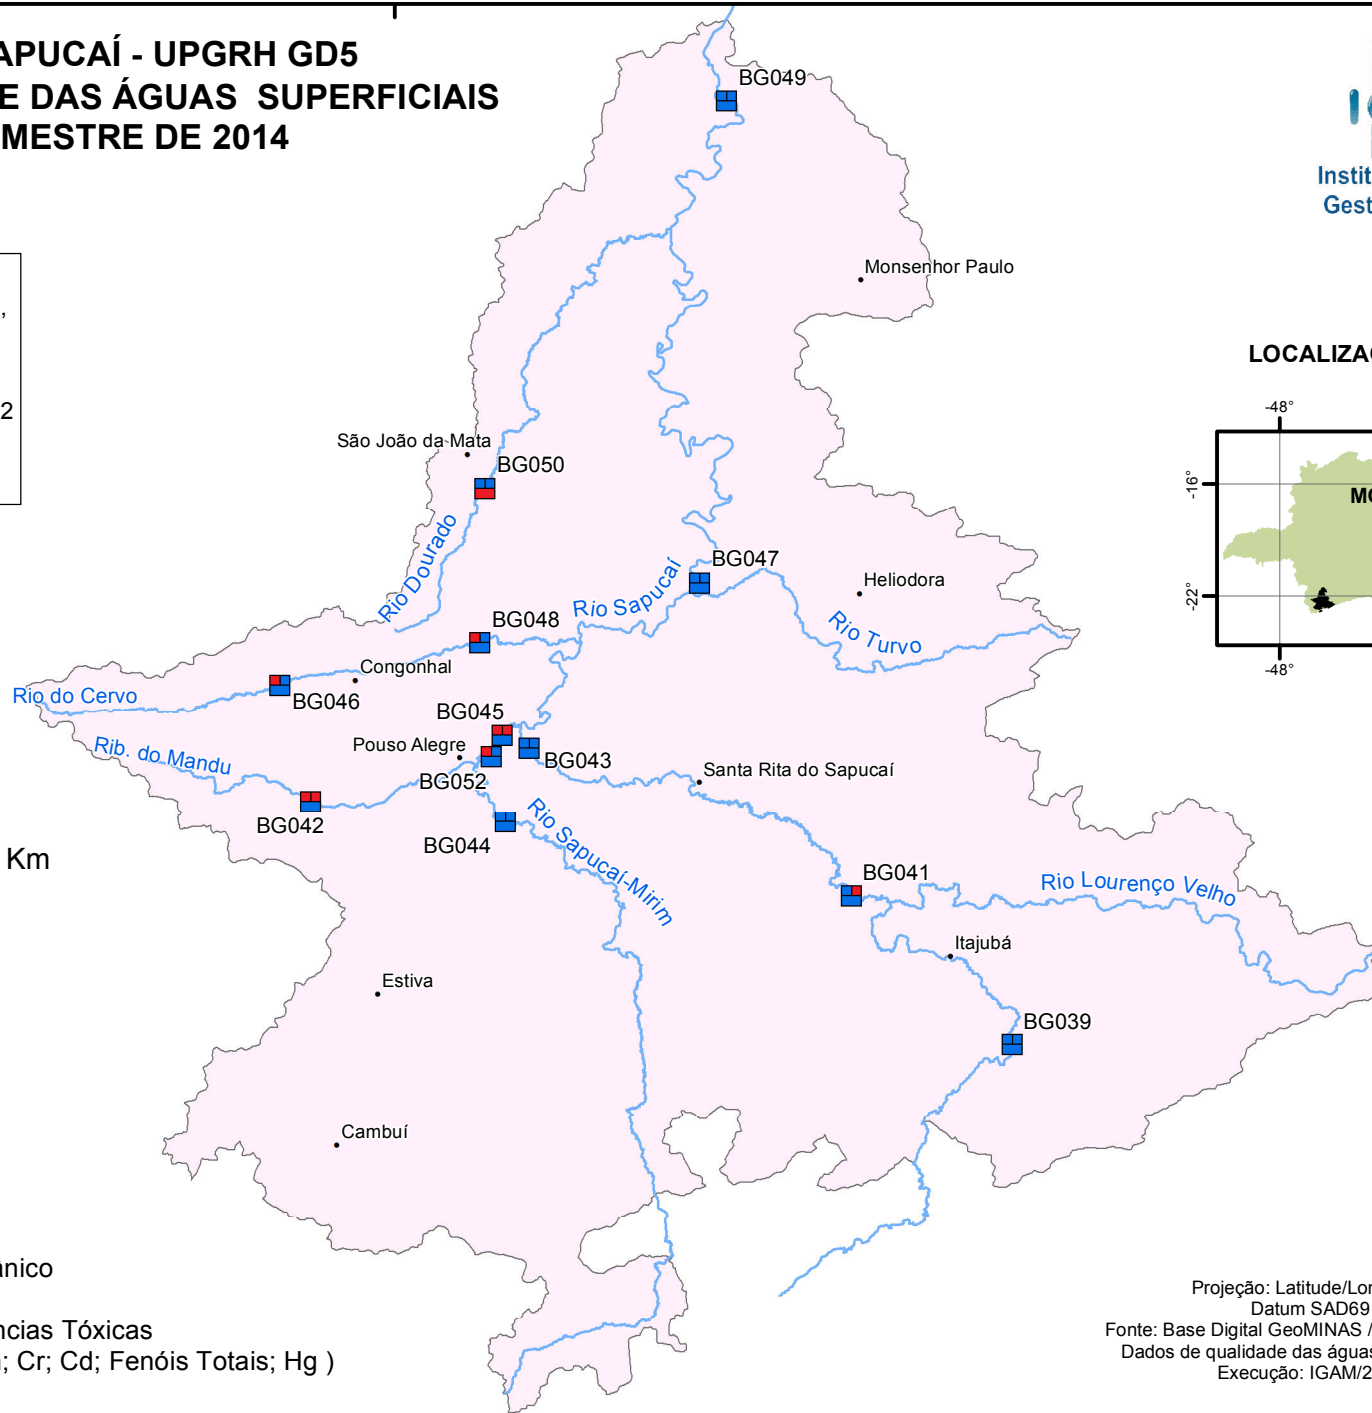 APUCAÍ - UPGRH GD5
E DAS ÁGUAS SUPERFICIAIS
MESTRE DE 2014
BG049
Instit
Gest
Monsenhor Paulo
,
LOCALIZA
2
-48°
São João da Mata
BG050
-16°
MO
Rio Dourado
BG047
Rio Sapucaí
Heliodora
-22°
BG048
Rio Turvo
Congonhal
-48°
Rio do Cervo
BG046
BG045
Rib. do Mandu
Pouso Alegre
BG043
Santa Rita do Sapucaí
BG052
BG042
Rio Sapucaí-Mirim
BG044
Km
BG041
Rio Lourenço Velho
Itajubá
Estiva
BG039
Cambuí
ânico
ncias Tóxicas
; Cr; Cd; Fenóis Totais; Hg )
Projeção: Latitude/Lon
Datum SAD69
Fonte: Base Digital GeoMINAS /
Dados de qualidade das águas
Execução: IGAM/2